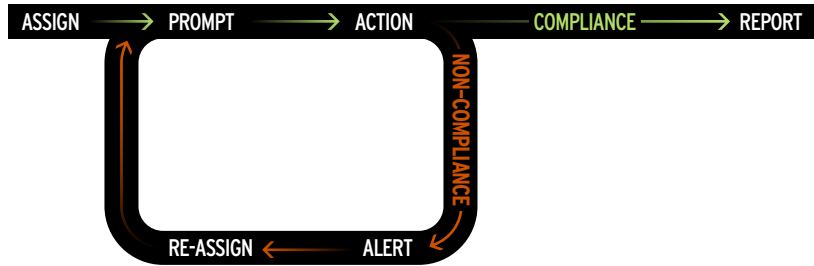 ASSIGN PROMPT ACTION COMPLIANCE REPORT
NON-COMPLIANCE
RE-ASSIGN ALERT